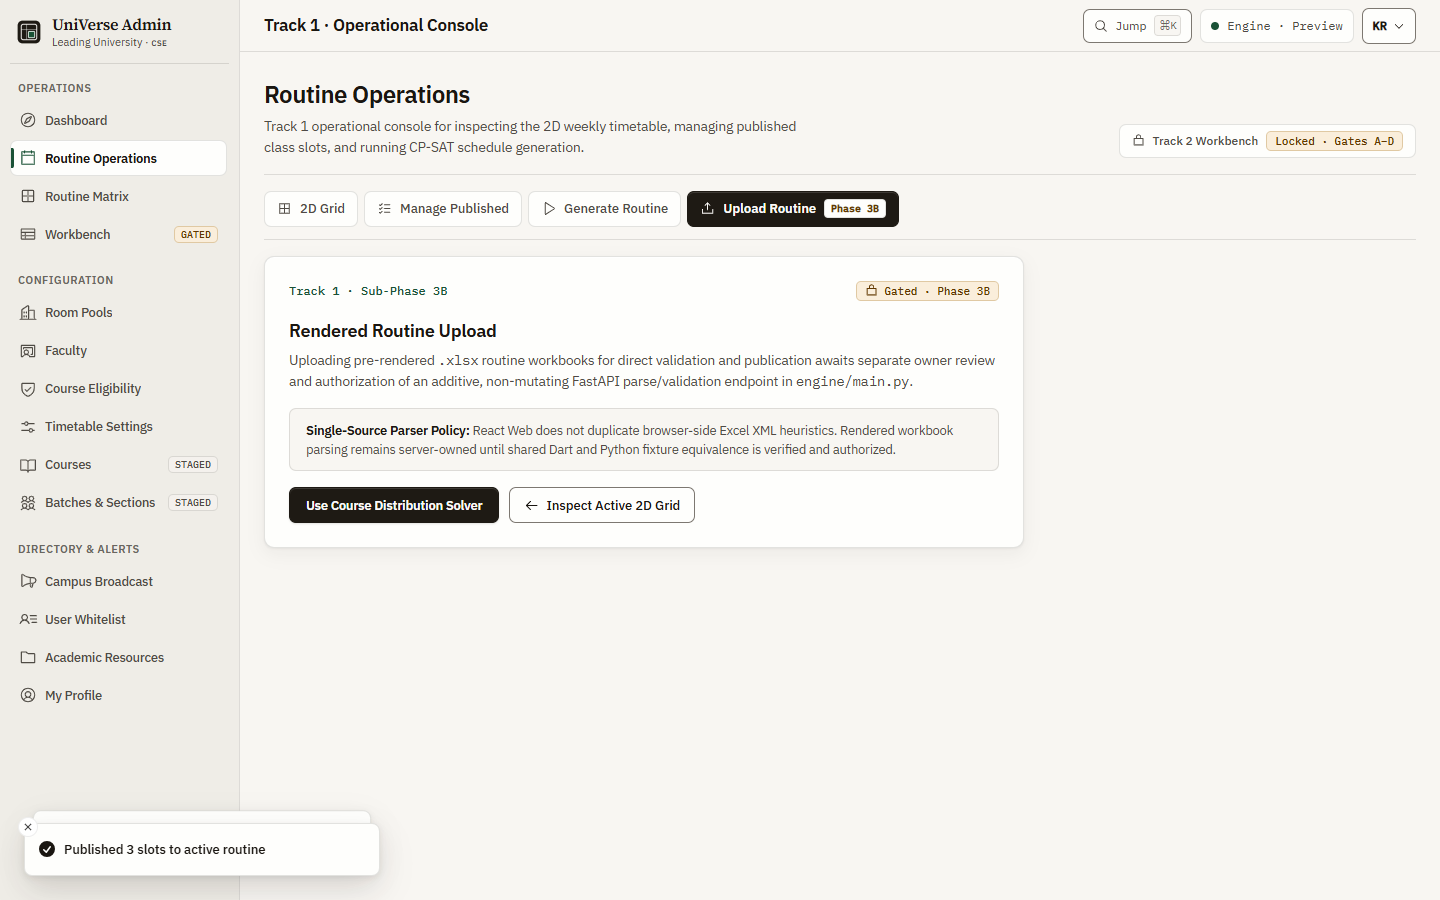 UniVerse Admin
Leading University · CSE
OPERATIONS
Dashboard
Routine Operations
Routine Matrix
Workbench GATED
CONFIGURATION
Room Pools
Faculty
Course Eligibility
Timetable Settings
Courses STAGED
Batches & Sections STAGED
DIRECTORY & ALERTS
Campus Broadcast
User Whitelist
Academic Resources
My Profile
Track 1 · Operational Console
Jump ⌘K
Engine · Preview
KR
Routine Operations
Track 1 operational console for inspecting the 2D weekly timetable, managing published
class slots, and running CP-SAT schedule generation.
Track 2 Workbench Locked · Gates A–D
2D Grid
Manage Published
Generate Routine
Upload Routine Phase 3B
Track 1 · Sub-Phase 3B
Gated · Phase 3B
Rendered Routine Upload
Uploading pre-rendered .xlsx routine workbooks for direct validation and publication awaits separate owner review
and authorization of an additive, non-mutating FastAPI parse/validation endpoint in engine/main.py.
Single-Source Parser Policy: React Web does not duplicate browser-side Excel XML heuristics. Rendered workbook
parsing remains server-owned until shared Dart and Python fixture equivalence is verified and authorized.
Use Course Distribution Solver
Inspect Active 2D Grid
Published 3 slots to active routine